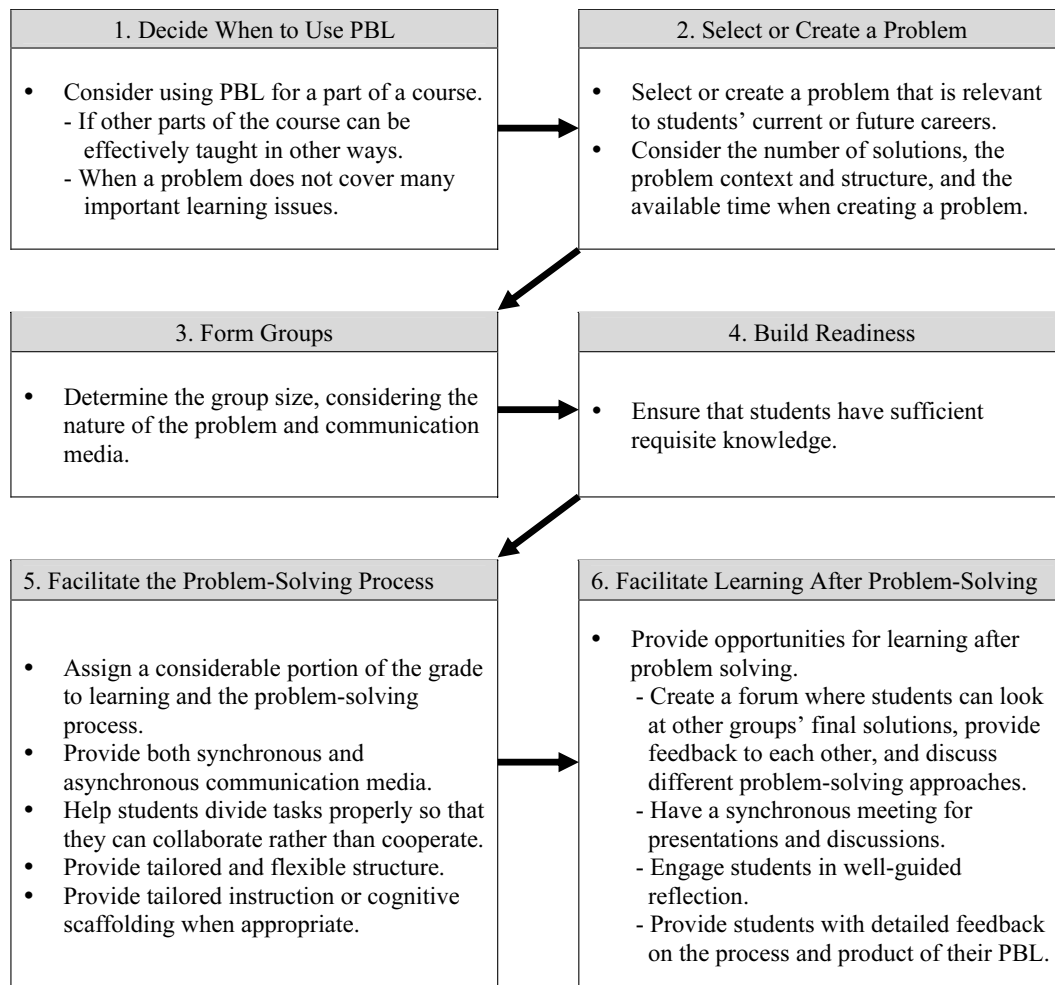 1. Decide When to Use PBL
• Consider using PBL for a part of a course.
- If other parts of the course can be
effectively taught in other ways.
- When a problem does not cover many
important learning issues.
2. Select or Create a Problem
• Select or create a problem that is relevant
to students’ current or future careers.
• Consider the number of solutions, the
problem context and structure, and the
available time when creating a problem.
3. Form Groups
• Determine the group size, considering the
nature of the problem and communication
media.
4. Build Readiness
• Ensure that students have sufficient
requisite knowledge.
5. Facilitate the Problem-Solving Process
• Assign a considerable portion of the grade
to learning and the problem-solving
process.
• Provide both synchronous and
asynchronous communication media.
• Help students divide tasks properly so that
they can collaborate rather than cooperate.
• Provide tailored and flexible structure.
• Provide tailored instruction or cognitive
scaffolding when appropriate.
6. Facilitate Learning After Problem-Solving
• Provide opportunities for learning after
problem solving.
- Create a forum where students can look
at other groups’ final solutions, provide
feedback to each other, and discuss
different problem-solving approaches.
- Have a synchronous meeting for
presentations and discussions.
- Engage students in well-guided
reflection.
- Provide students with detailed feedback
on the process and product of their PBL.